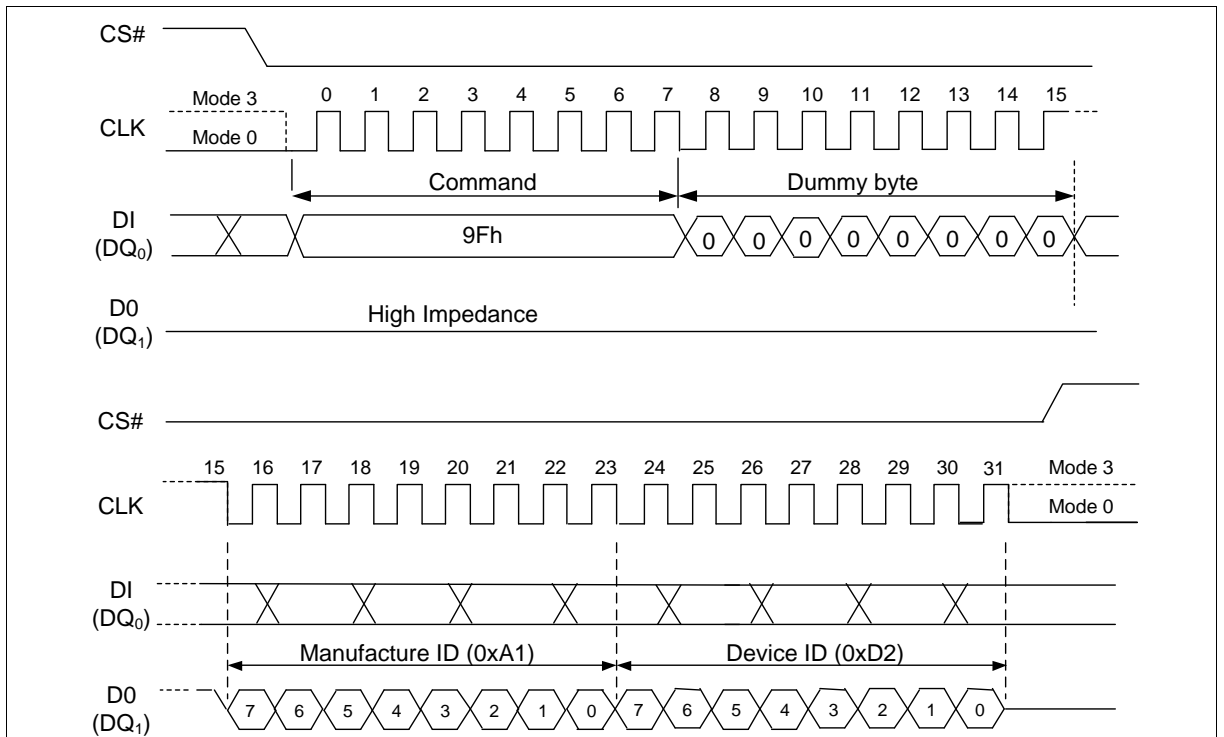 CS#
Mode 3 0 1 2 3 4 5 6 7 8 9 10 11 12 13 14 15
CLK
Mode 0
Command Dummy byte
DI
(DQ0) 9Fh 0 0 0 0 0 0 0 0
D0
(DQ1) High Impedance
CS#
15 16 17 18 19 20 21 22 23 24 25 26 27 28 29 30 31 Mode 3
CLK Mode 0
DI
(DQ0)
Manufacture ID (0xA1) Device ID (0xD2)
D0
(DQ1) 7 6 5 4 3 2 1 0 7 6 5 4 3 2 1 0